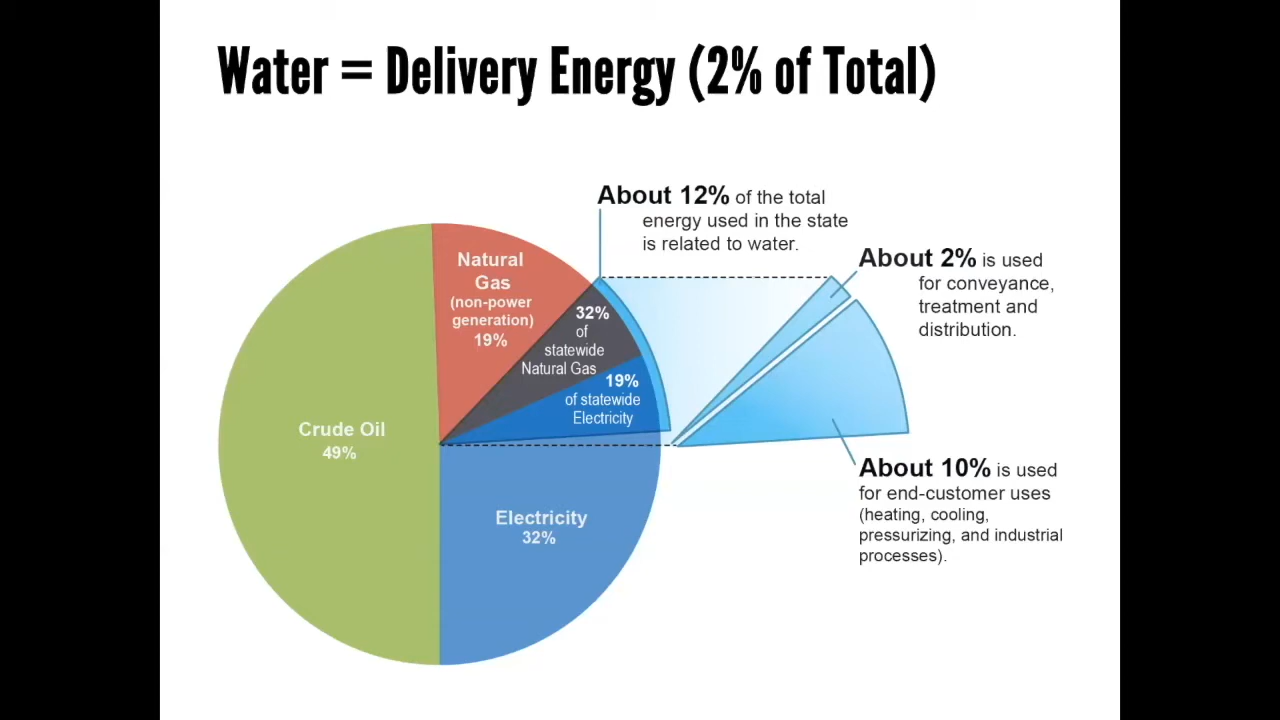 Water = Delivery Energy (2% of Total)
About 12% of the total
energy used in the state
is related to water.
About 2% is used
for conveyance,
treatment and
distribution.
Natural
Gas
(non-power
generation)
19%
32%
of
statewide
Natural Gas
19%
of statewide
Electricity
Crude Oil
49%
Electricity
32%
About 10% is used
for end-customer uses
(heating, cooling,
pressurizing, and industrial
processes).